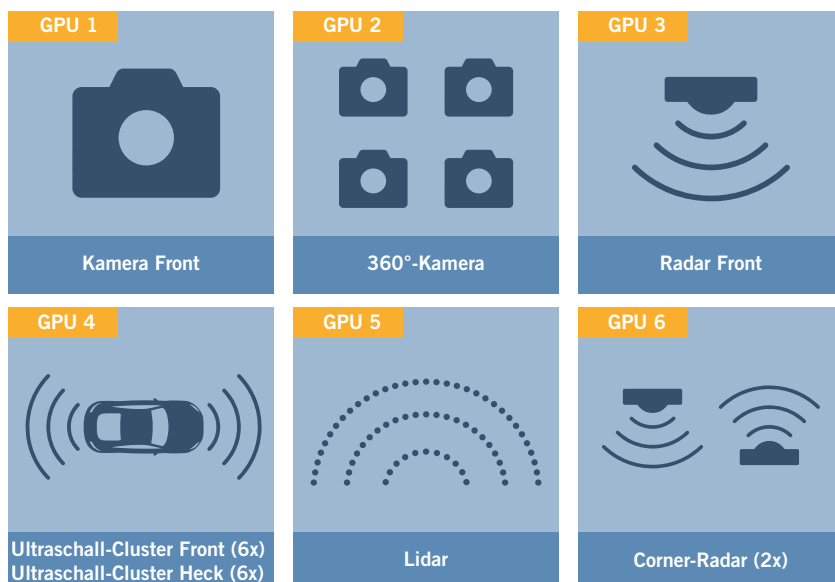 GPU 1
GPU 2
GPU 3
Kamera Front
360°-Kamera
Radar Front
GPU 4
GPU 5
GPU 6
Ultraschall-Cluster Front (6x)
Ultraschall-Cluster Heck (6x)
Lidar
Corner-Radar (2x)